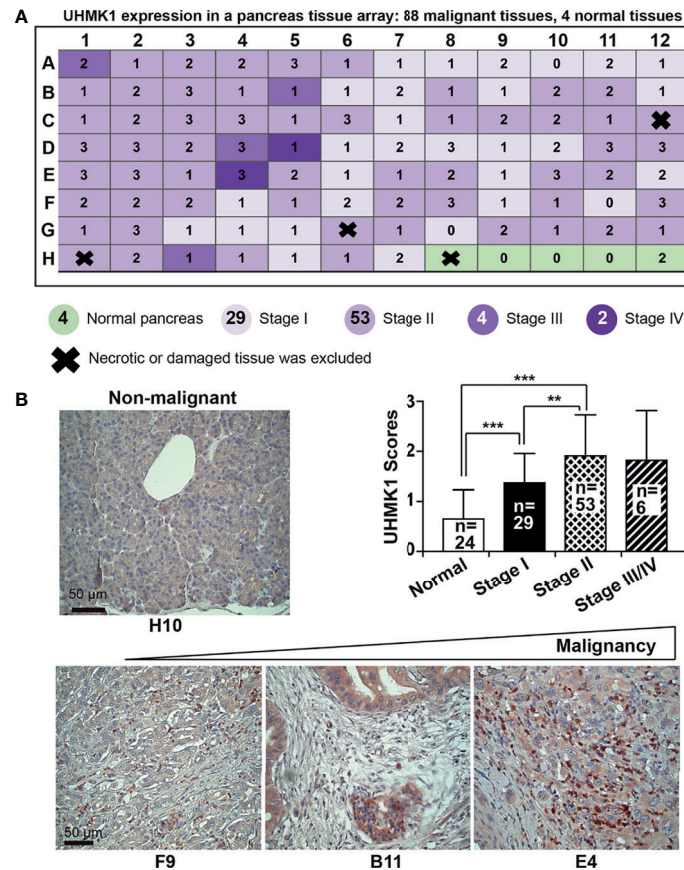 A
UHMK1 expression in a pancreas tissue array: 88 malignant tissues, 4 normal tissues
1 2 3 4 5 6 7 8 9 10 11 12
A 2 1 2 2 3 1 1 1 2 0 2 1
B 1 2 3 1 1 1 2 1 1 2 2 1
C 1 2 3 3 1 3 1 2 2 1
D 3 3 2 3 1 1 2 3 1 2 3 3
E 3 3 1 3 2 1 1 2 1 3 2 2
F 2 2 2 1 1 2 2 3 1 1 0 3
G 1 3 1 1 1 1 0 2 1 2 1
H 2 1 1 1 1 2 0 0 0 2
4 Normal pancreas 29 Stage I 53 Stage II 4 Stage III 2 Stage IV
Necrotic or damaged tissue was excluded
B
Non-malignant
50 µm
H10
UHMK1 Scores
3
2
1
0
***
***
**
n=
24
n=
29
n=
53
n=
6
Normal
Stage I
Stage II
Stage III/IV
Malignancy
50 µm
F9
B11
E4